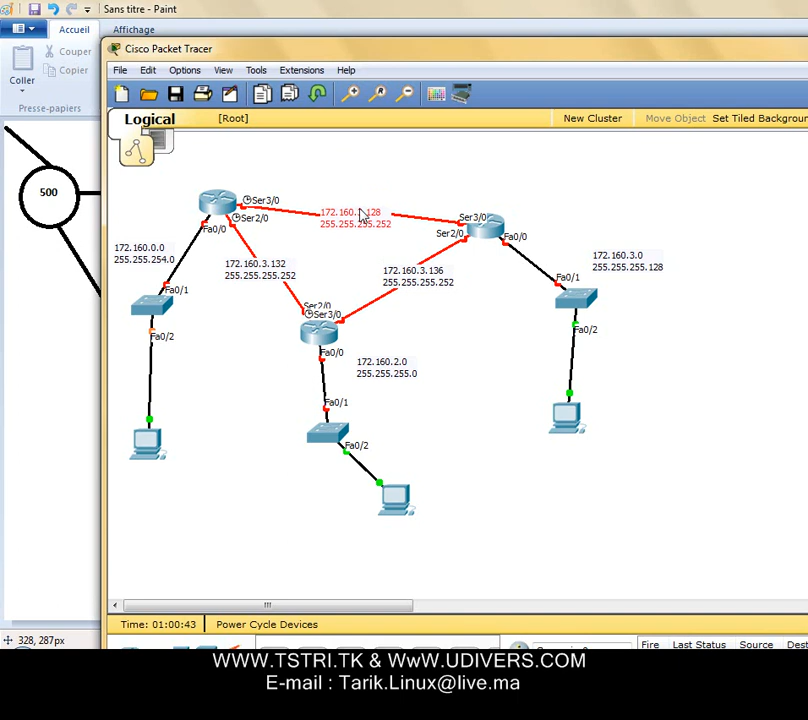 Sans titre - Paint
Accueil
Affichage
Couper
Copier
Coller
Presse-papiers
500
Cisco Packet Tracer
File Edit Options View Tools Extensions Help
Logical
[Root]
New Cluster
Move Object
Set Tiled Backgroun
Ser3/0
Ser2/0
Fa0/0
172.160.3.128
255.255.255.252
Ser3/0
Ser2/0
Fa0/0
172.160.0.0
255.255.254.0
172.160.3.132
255.255.255.252
172.160.3.136
255.255.255.252
172.160.3.0
255.255.255.128
Fa0/1
Fa0/2
Ser2/0
Ser3/0
Fa0/0
Fa0/1
Fa0/2
172.160.2.0
255.255.255.0
Fa0/1
Fa0/2
Time: 01:00:43
Power Cycle Devices
328, 287px
Fire Last Status Source Dest
WWW.TSTRI.TK & WwW.UDIVERS.COM
E-mail : Tarik.Linux@live.ma